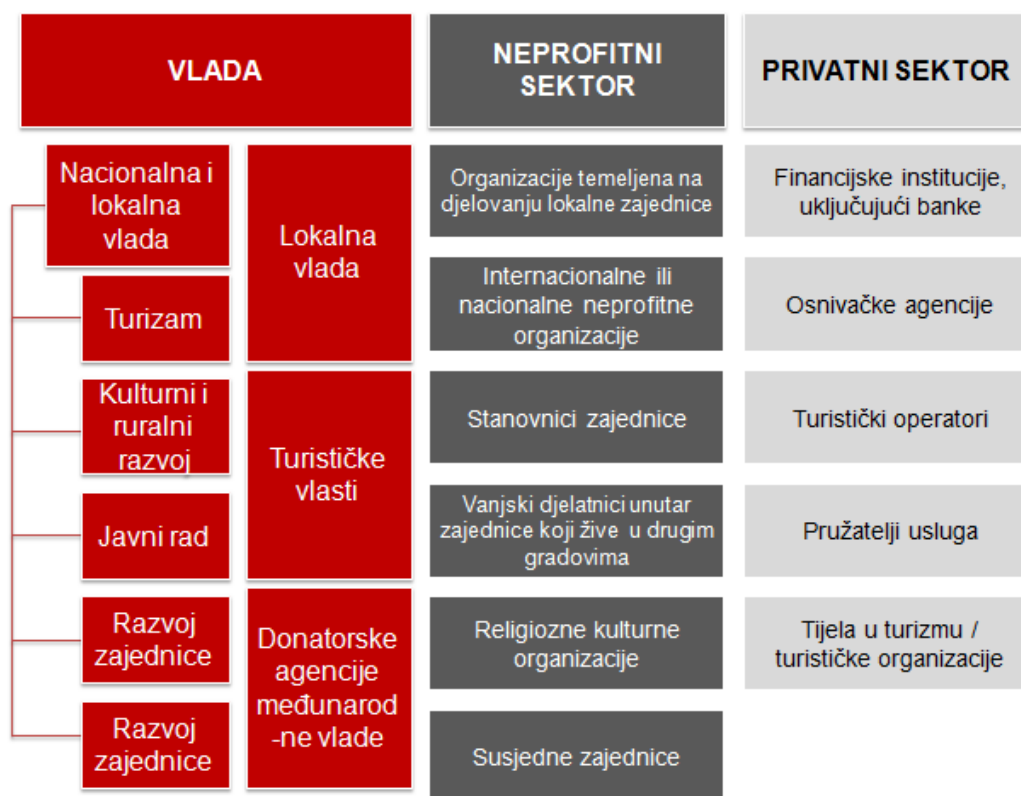 VLADA
NEPROFITNI
SEKTOR
PRIVATNI SEKTOR
Nacionalna i
lokalna
vlada
Turizam
Kulturni i
ruralni
razvoj
Javni rad
Razvoj
zajednice
Razvoj
zajednice
Lokalna
vlada
Turističke
vlasti
Donatorske
agencije
međunarod
-ne vlade
Organizacije temeljena na
djelovanju lokalne zajednice
Internacionalne ili
nacionalne neprofitne
organizacije
Stanovnici zajednice
Vanjski djelatnici unutar
zajednice koji žive u drugim
gradovima
Religiozne kulturne
organizacije
Susjedne zajednice
Financijske institucije,
uključujući banke
Osnivačke agencije
Turistički operatori
Pružatelji usluga
Tijela u turizmu /
turističke organizacije